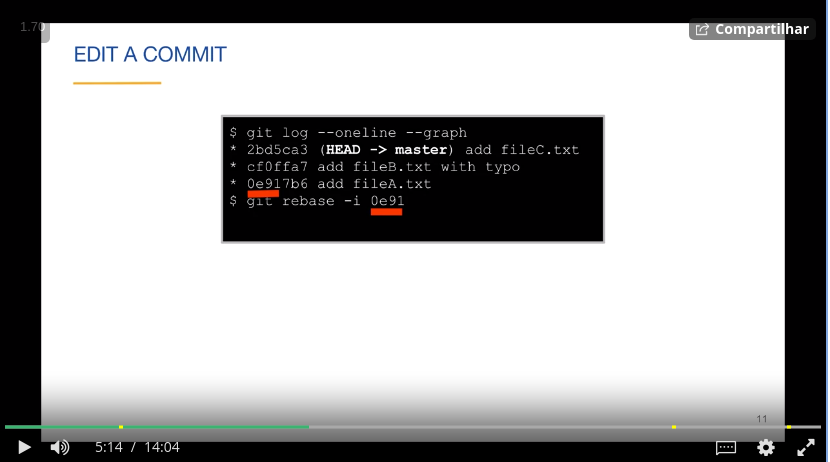 1.70
Compartilhar
EDIT A COMMIT
$ git log --oneline --graph
* 2bd5ca3 (HEAD -> master) add fileC.txt
* cf0ffa7 add fileB.txt with typo
* 0e917b6 add fileA.txt
$ git rebase -i 0e91
11
5:14 / 14:04